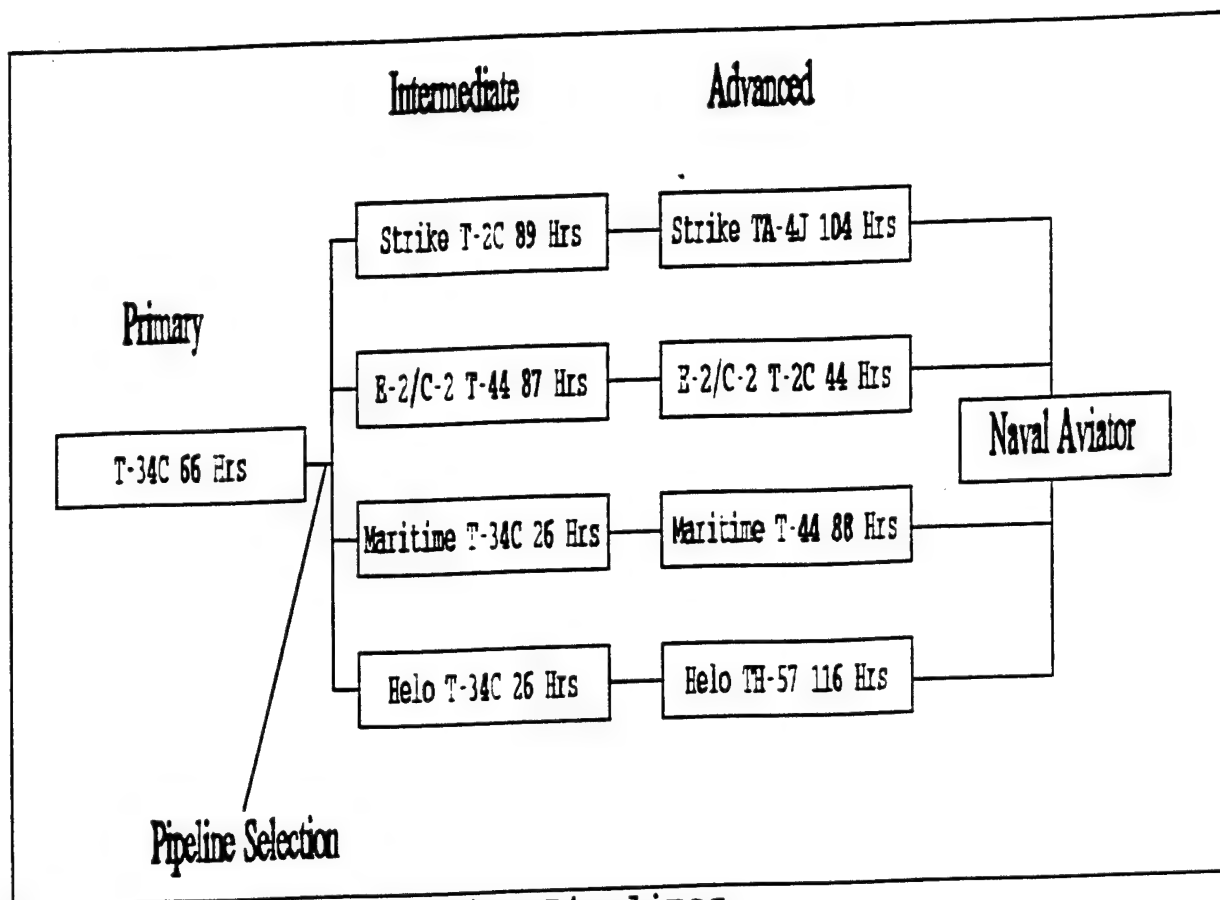 Intermediate Advanced
Strike T-2C 89 Hrs Strike TA-4J 104 Hrs
Primary
E-2/C-2 T-44 87 Hrs E-2/C-2 T-2C 44 Hrs
Naval Aviator
T-34C 66 Hrs
Maritime T-34C 26 Hrs Maritime T-44 88 Hrs
Helo T-34C 26 Hrs Helo TH-57 116 Hrs
Pipeline Selection